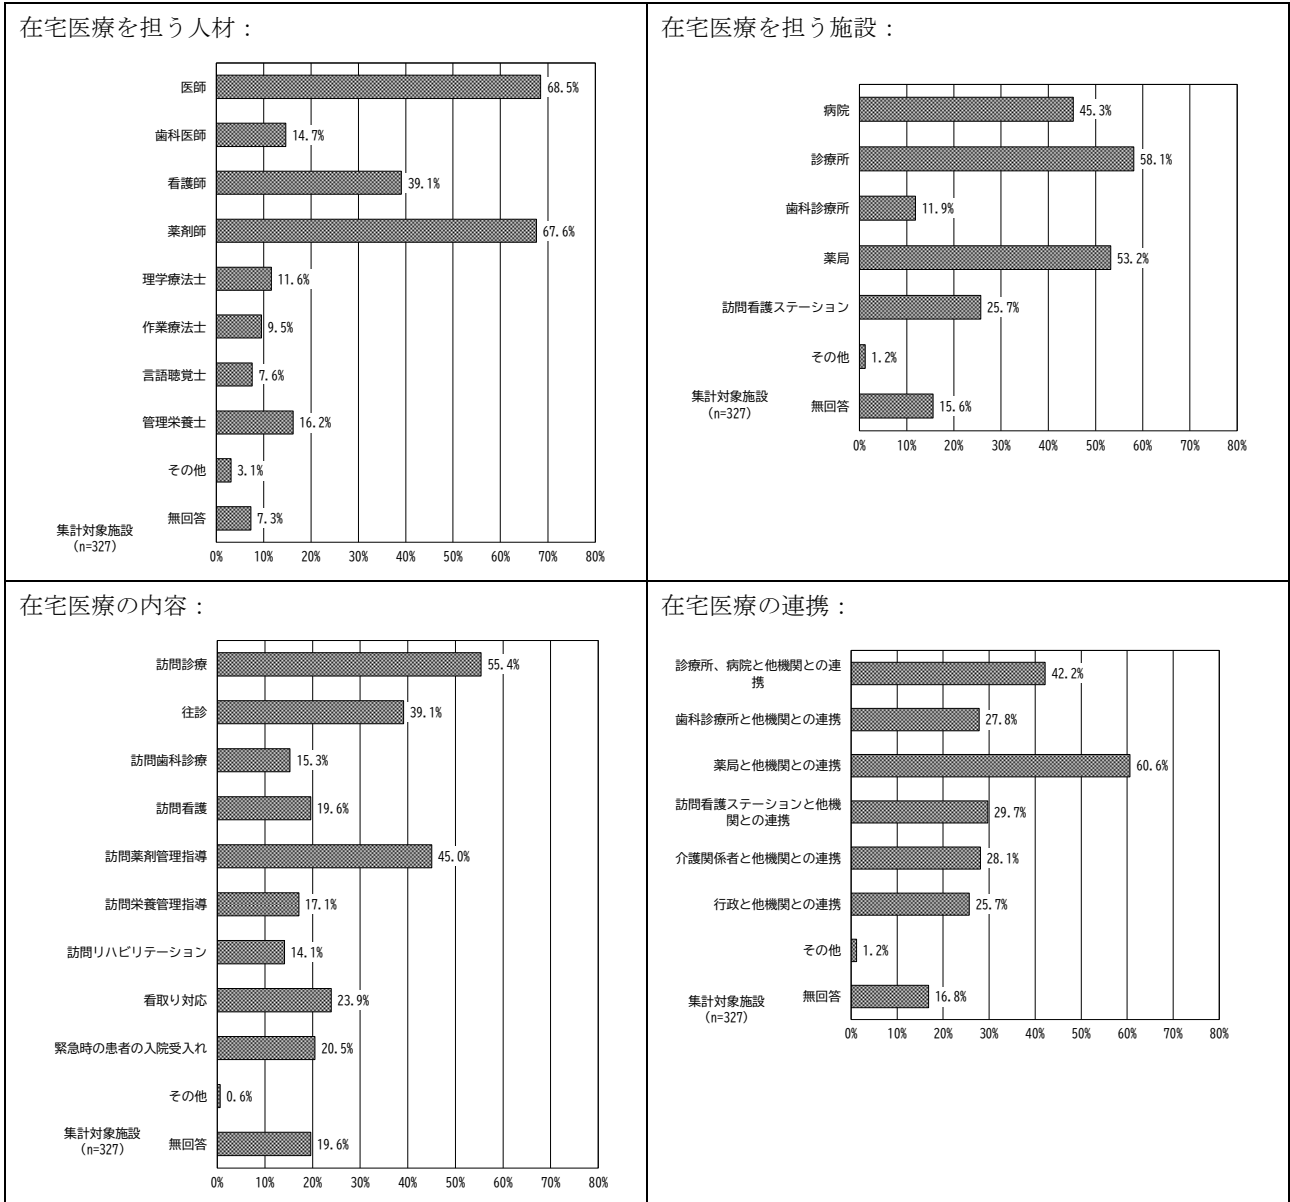 在宅医療を担う人材：
医師 68.5%
歯科医師 14.7%
看護師 39.1%
薬剤師 67.6%
理学療法士 11.6%
作業療法士 9.5%
言語聴覚士 7.6%
管理栄養士 16.2%
その他 3.1%
無回答 7.3%
集計対象施設
(n=327)
0% 10% 20% 30% 40% 50% 60% 70% 80%
在宅医療を担う施設：
病院 45.3%
診療所 58.1%
歯科診療所 11.9%
薬局 53.2%
訪問看護ステーション 25.7%
その他 1.2%
集計対象施設
(n=327)
無回答 15.6%
0% 10% 20% 30% 40% 50% 60% 70% 80%
在宅医療の内容：
訪問診療 55.4%
往診 39.1%
訪問歯科診療 15.3%
訪問看護 19.6%
訪問薬剤管理指導 45.0%
訪問栄養管理指導 17.1%
訪問リハビリテーション 14.1%
看取り対応 23.9%
緊急時の患者の入院受入れ 20.5%
その他 0.6%
集計対象施設
(n=327)
無回答 19.6%
0% 10% 20% 30% 40% 50% 60% 70% 80%
在宅医療の連携：
診療所、病院と他機関との連
携 42.2%
歯科診療所と他機関との連携 27.8%
薬局と他機関との連携 60.6%
訪問看護ステーションと他機
関との連携 29.7%
介護関係者と他機関との連携 28.1%
行政と他機関との連携 25.7%
その他 1.2%
集計対象施設
(n=327)
無回答 16.8%
0% 10% 20% 30% 40% 50% 60% 70% 80%